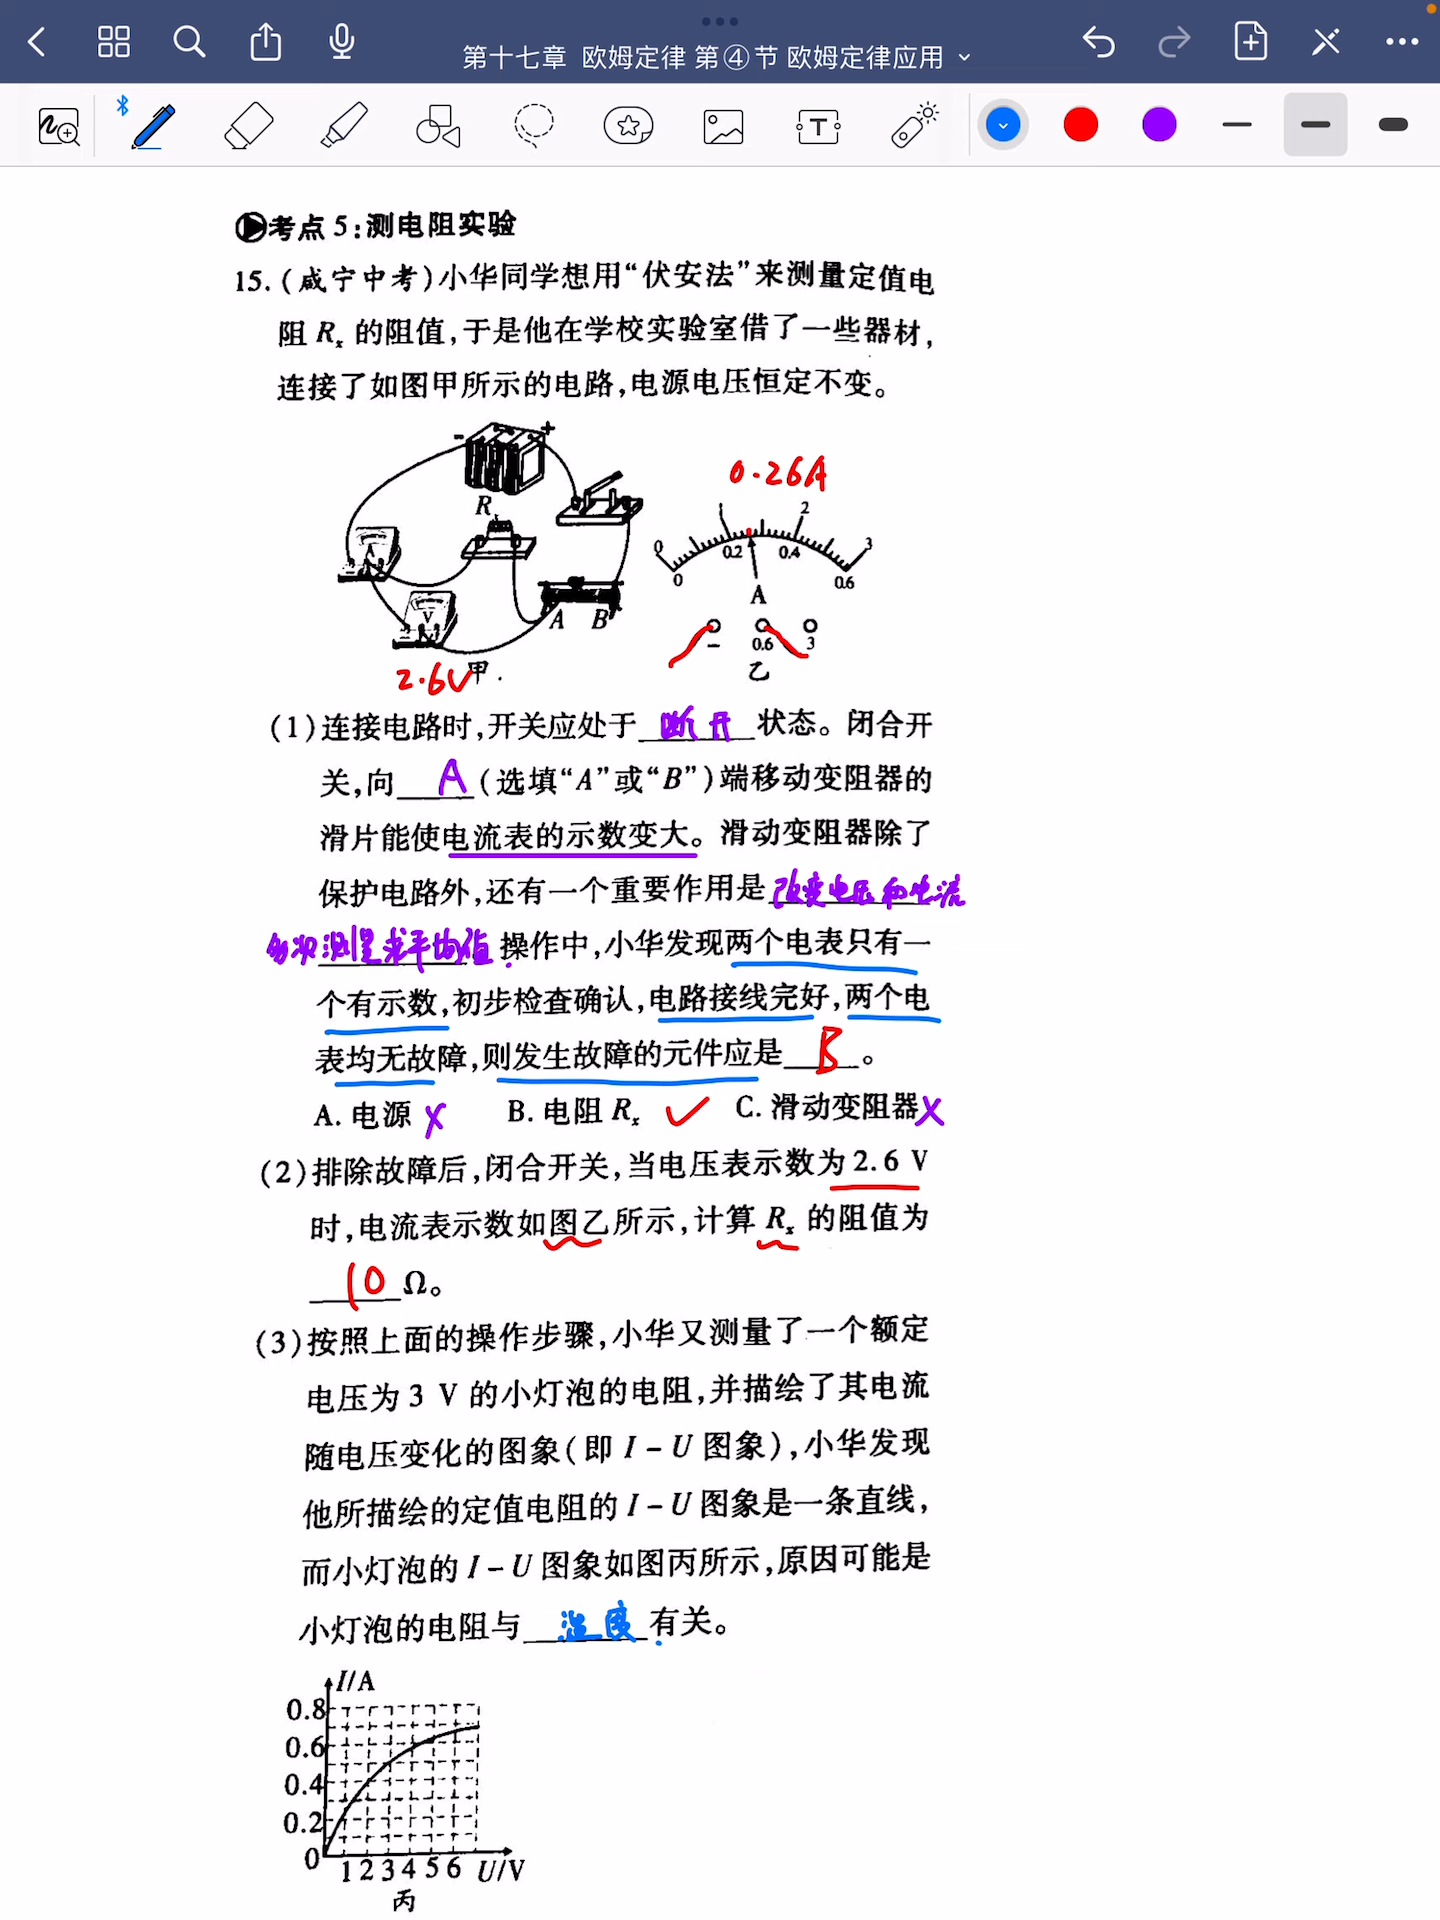 第十七章 欧姆定律 第④节 欧姆定律应用
T
考点5:测电阻实验
15.(咸宁中考)小华同学想用“伏安法”来测量定值电
阻 Rx 的阻值,于是他在学校实验室借了一些器材,
连接了如图甲所示的电路,电源电压恒定不变。
- +
R
A
V
A B
2.6V 甲.
0.26A
0 1 2 3
0 0.2 0.4 0.6
A
- 0.6 3
乙
(1)连接电路时,开关应处于 断开 状态。闭合开
关,向 A (选填“A”或“B”)端移动变阻器的
滑片能使电流表的示数变大。滑动变阻器除了
保护电路外,还有一个重要作用是 改变电压和电流
多次测量求平均值 操作中,小华发现两个电表只有一
个有示数,初步检查确认,电路接线完好,两个电
表均无故障,则发生故障的元件应是 B 。
A. 电源 ✗ B. 电阻 Rx ✓ C. 滑动变阻器 ✗
(2)排除故障后,闭合开关,当电压表示数为 2.6 V
时,电流表示数如图乙所示,计算 Rx 的阻值为
10 Ω。
(3)按照上面的操作步骤,小华又测量了一个额定
电压为 3 V 的小灯泡的电阻,并描绘了其电流
随电压变化的图象(即 I-U 图象),小华发现
他所描绘的定值电阻的 I-U 图象是一条直线,
而小灯泡的 I-U 图象如图丙所示,原因可能是
小灯泡的电阻与 温度 有关。
I/A
0.8
0.6
0.4
0.2
0 1 2 3 4 5 6 U/V
丙